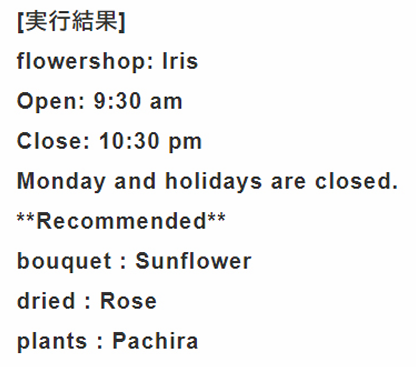 [実行結果]
flowershop: Iris
Open: 9:30 am
Close: 10:30 pm
Monday and holidays are closed.
**Recommended**
bouquet : Sunflower
dried : Rose
plants : Pachira